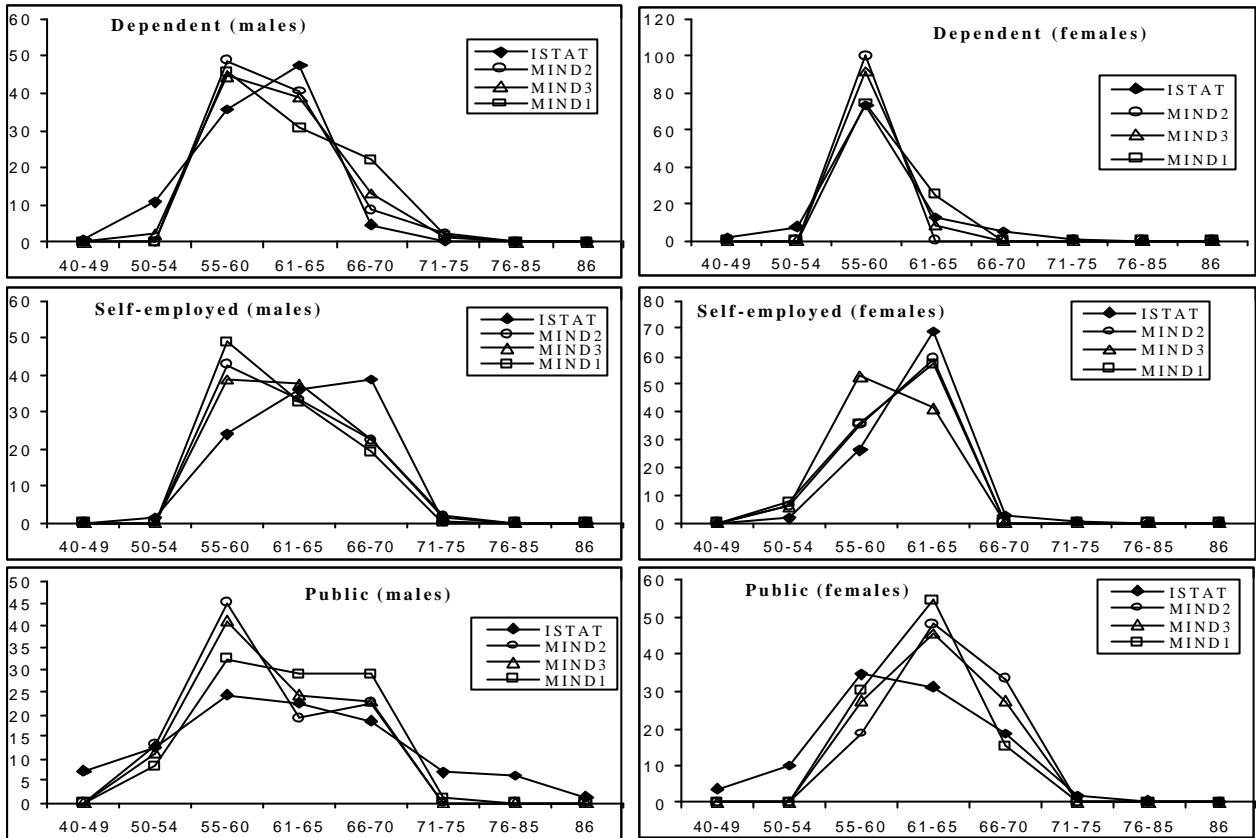 Dependent (males)
60
50
40
30
20
10
0
ISTAT
MIND2
MIND3
MIND1
40-49 50-54 55-60 61-65 66-70 71-75 76-85 86
Dependent (females)
120
100
80
60
40
20
0
ISTAT
MIND2
MIND3
MIND1
40-49 50-54 55-60 61-65 66-70 71-75 76-85 86
Self-employed (males)
60
50
40
30
20
10
0
ISTAT
MIND2
MIND3
MIND1
40-49 50-54 55-60 61-65 66-70 71-75 76-85 86
Self-employed (females)
80
70
60
50
40
30
20
10
0
ISTAT
MIND2
MIND3
MIND1
40-49 50-54 55-60 61-65 66-70 71-75 76-85 86
Public (males)
50
45
40
35
30
25
20
15
10
5
0
ISTAT
MIND2
MIND3
MIND1
40-49 50-54 55-60 61-65 66-70 71-75 76-85 86
Public (females)
60
50
40
30
20
10
0
ISTAT
MIND2
MIND3
MIND1
40-49 50-54 55-60 61-65 66-70 71-75 76-85 86